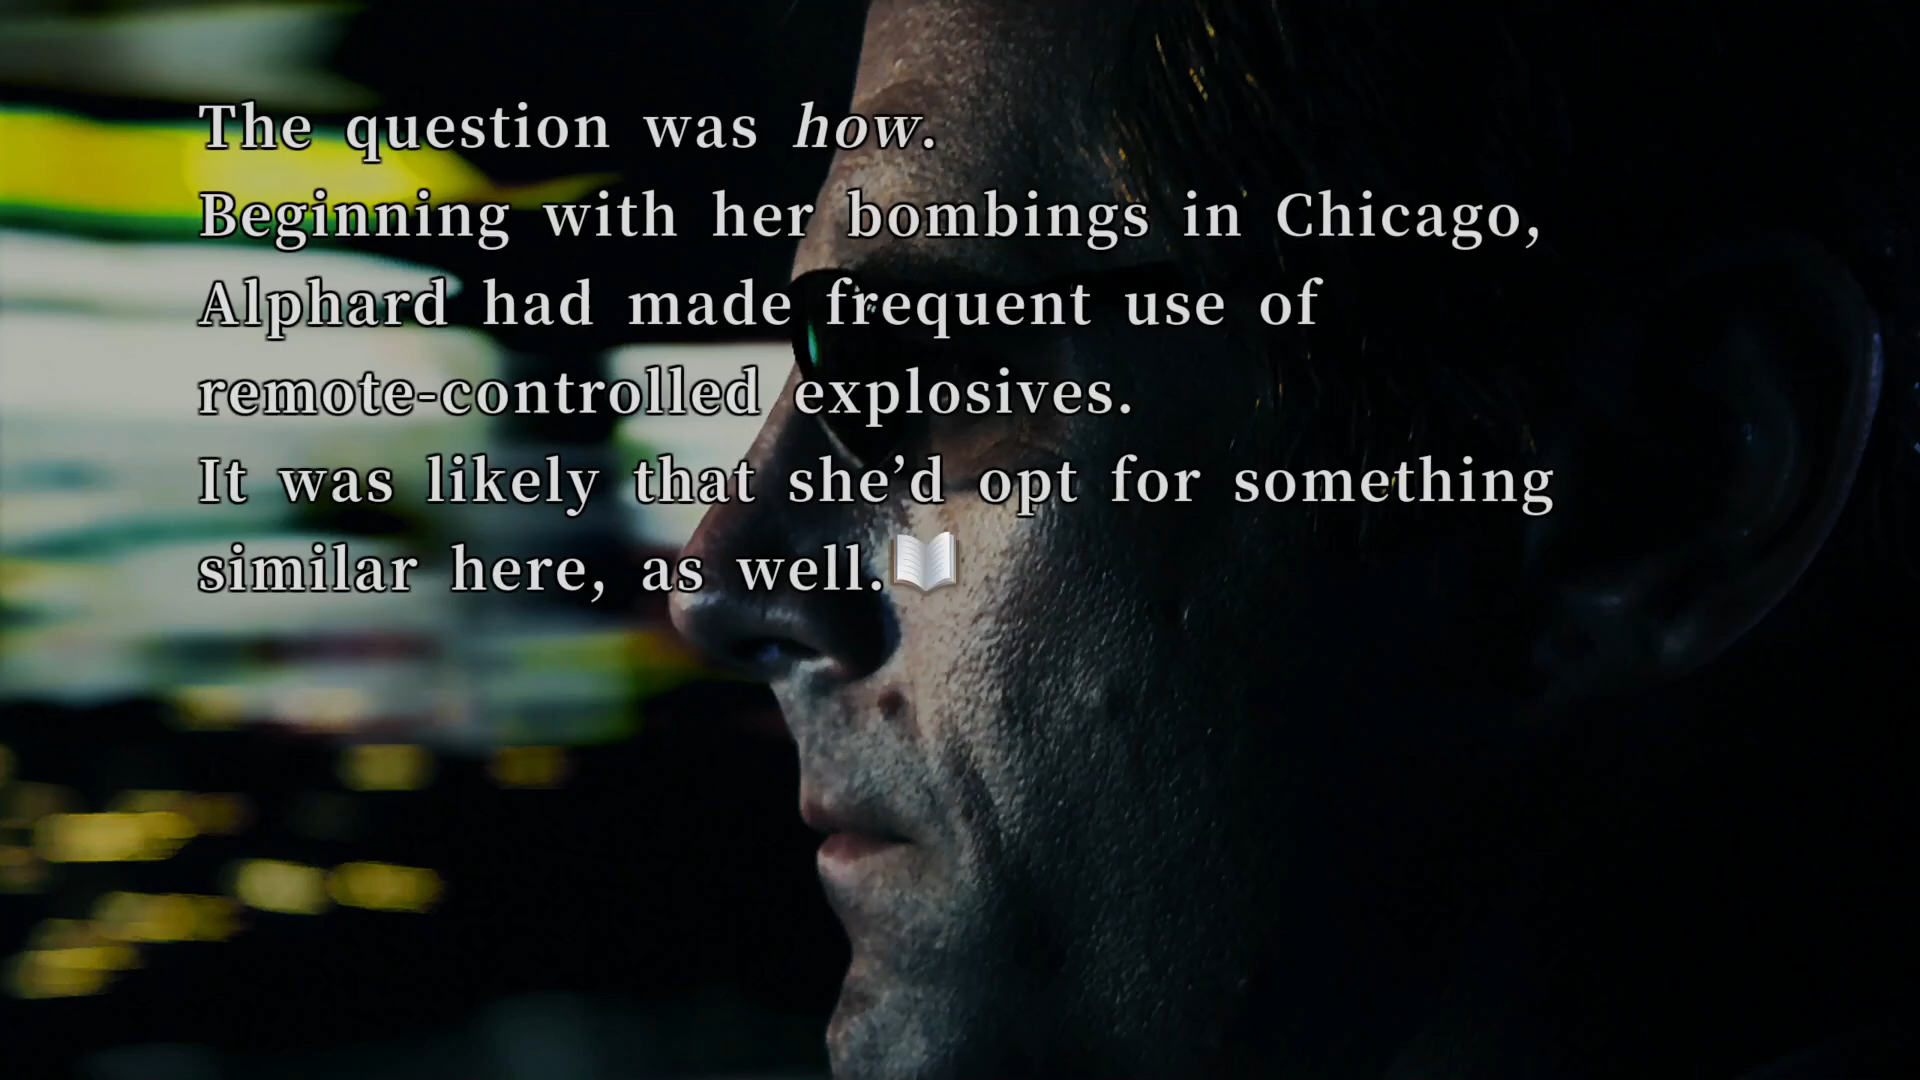 The question was how.
Beginning with her bombings in Chicago,
Alphard had made frequent use of
remote-controlled explosives.
It was likely that she’d opt for something
similar here, as well.